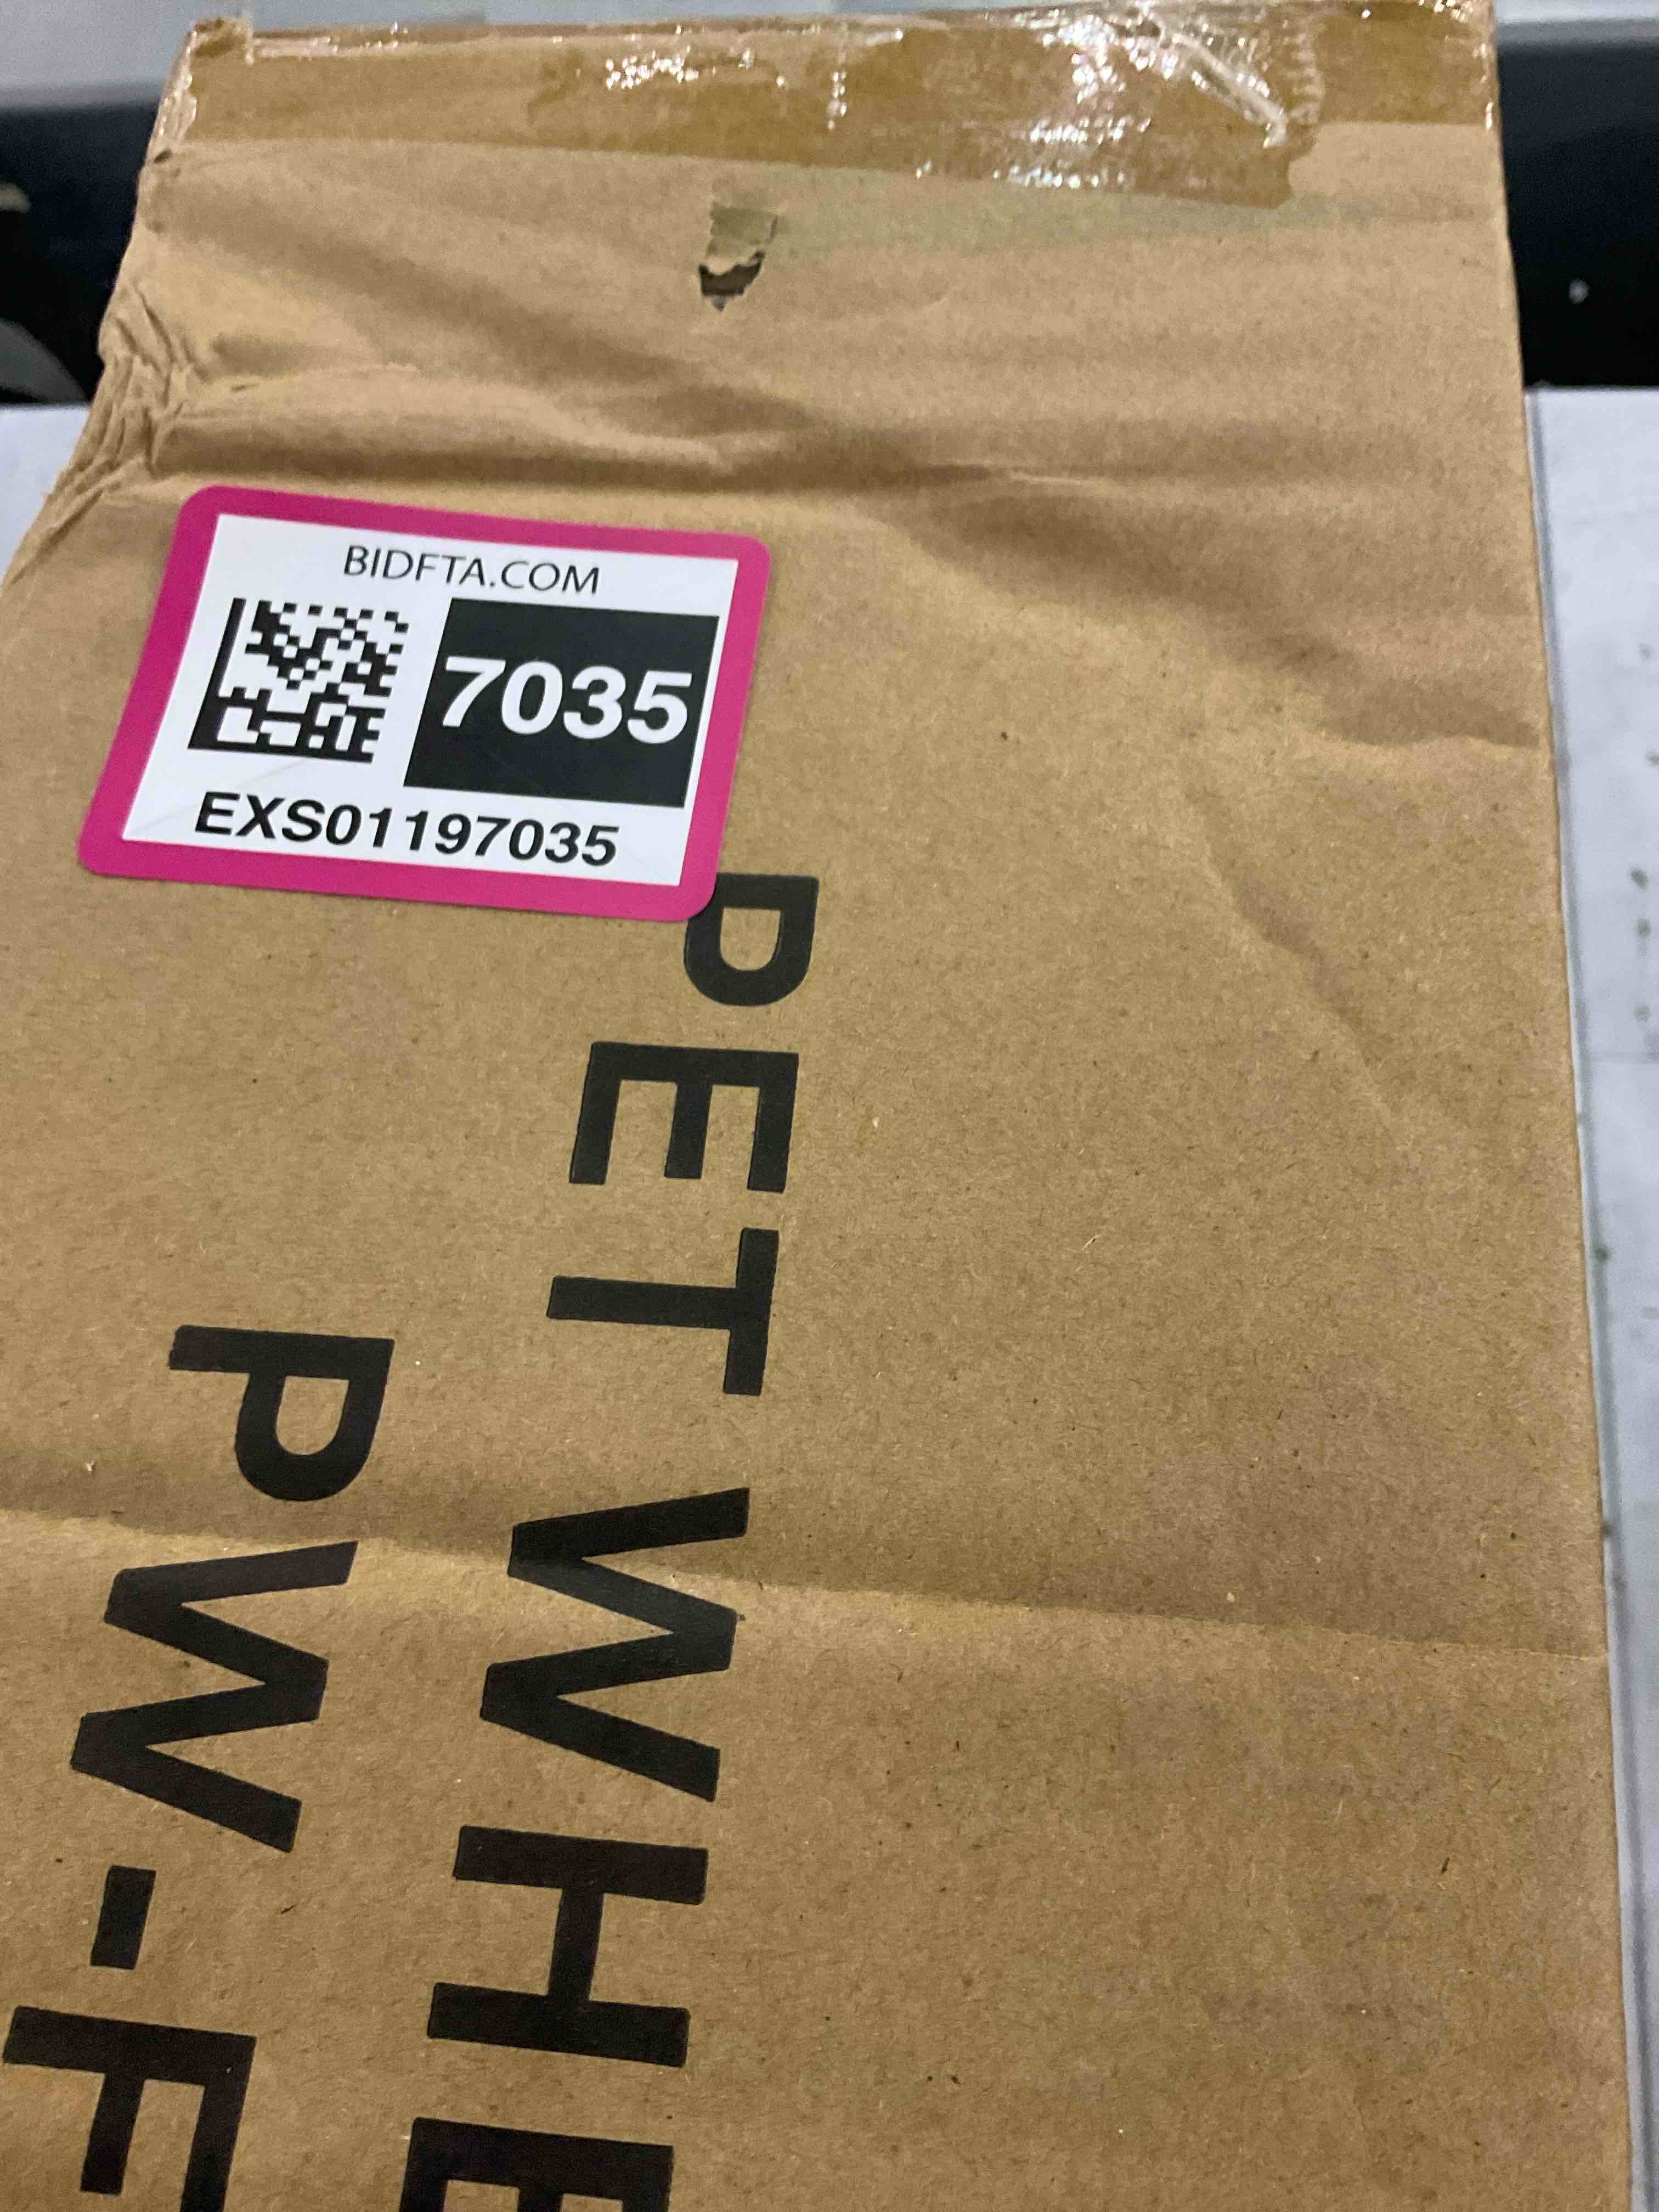 BIDFTA.COM
7035
EXS01197035
PET WHE
PW-F